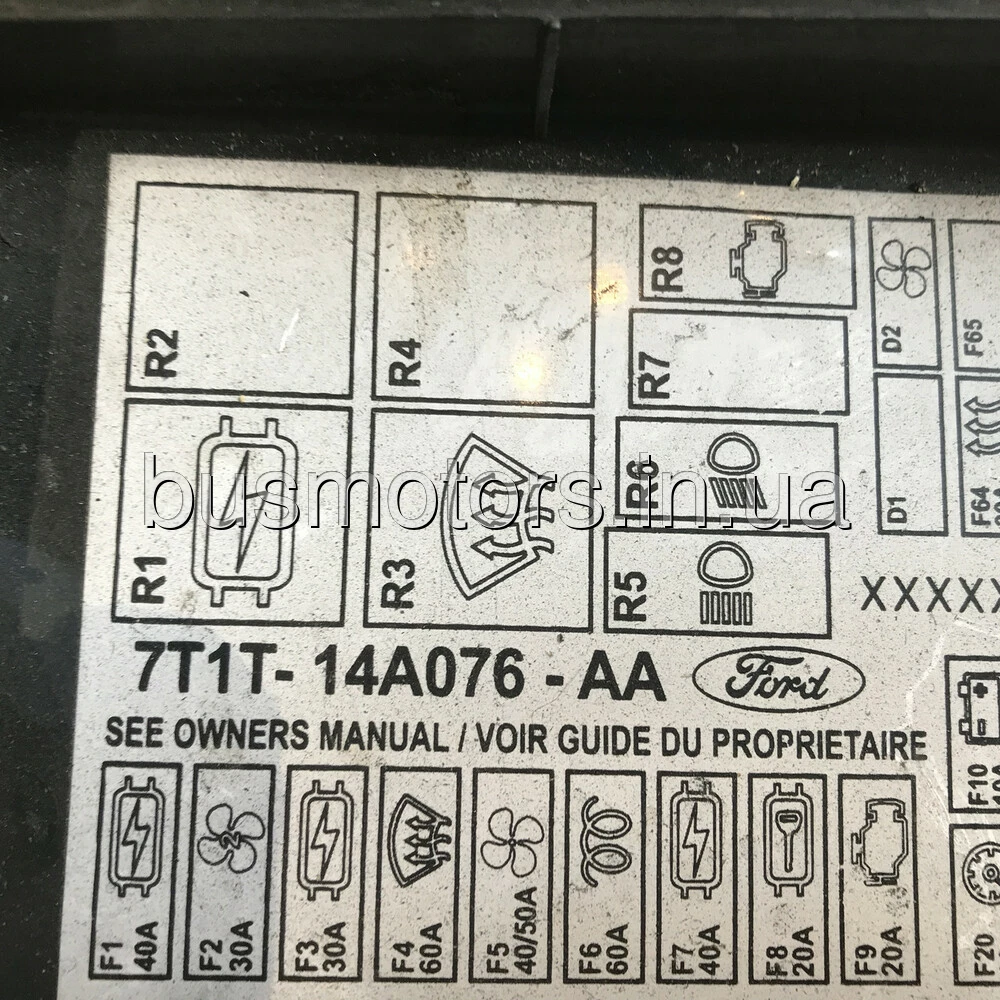 R2
R4
R8
R7
D2
F65
R1
R3
R6
R5
D1
F64
busmotors.in.ua
XXXXX
7T1T- 14A076 - AA Ford
SEE OWNERS MANUAL / VOIR GUIDE DU PROPRIETAIRE
F1 40A
F2 30A
F3 30A
F4 60A
F5 40/50A
F6 60A
F7 40A
F8 20A
F9 20A
F10
F20